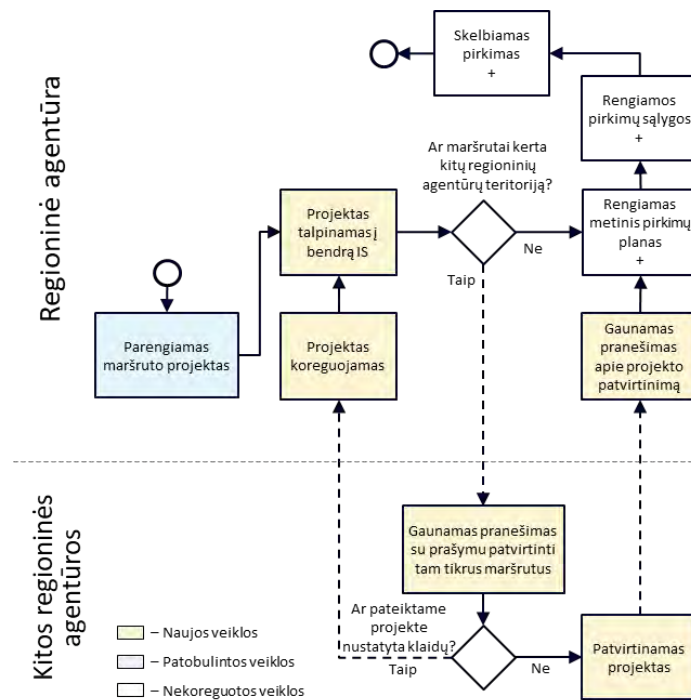 Regioninė agentūra
Skelbiamas
pirkimas
+
Rengiamos
pirkimų sąlygos
+
Ar maršrutai kerta
kitų regioninių
agentūrų teritoriją?
Projektas
talpinamas į
bendrą IS
Rengiamas
metinis pirkimų
planas
+
Ne
Taip
Parengiamas
maršruto projektas
Projektas
koreguojamas
Gaunamas
pranešimas
apie projekto
patvirtinimą
Kitos regioninės
agentūros
Gaunamas pranešimas
su prašymu patvirtinti
tam tikrus maršrutus
Ar pateiktame
projekte
nustatyta klaidų?
Taip
Ne
Patvirtinamas
projektas
– Naujos veiklos
– Patobulintos veiklos
– Nekoreguotos veiklos